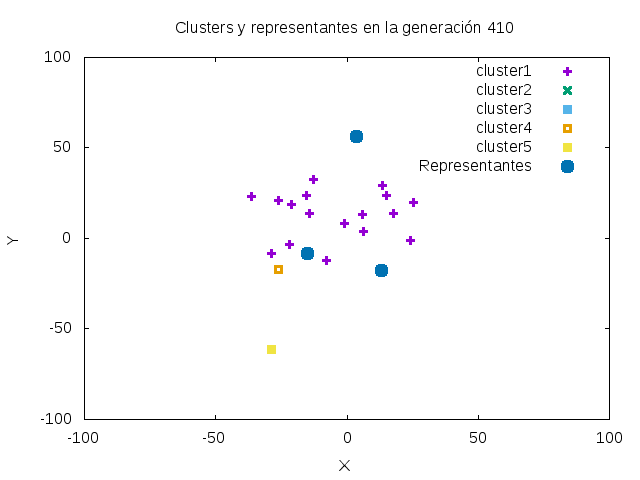 Clusters y representantes en la generación 410
100
50
0
-50
-100
-100
-50
0
50
100
Y
X
cluster1
cluster2
cluster3
cluster4
cluster5
Representantes